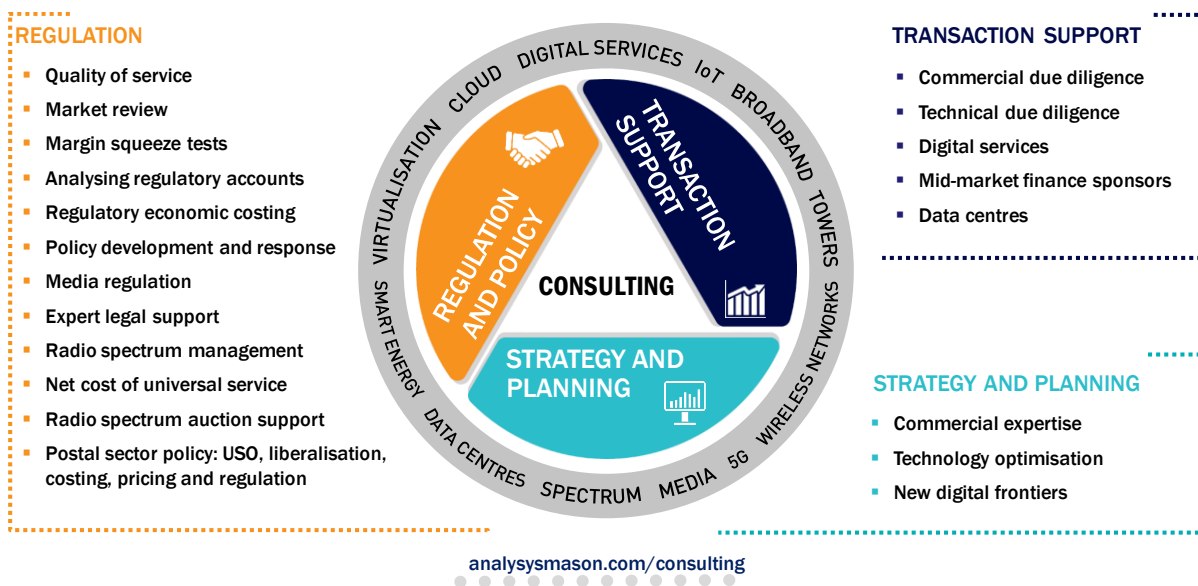 REGULATION
Quality of service
Market review
Margin squeeze tests
Analysing regulatory accounts
Regulatory economic costing
Policy development and response
Media regulation
Expert legal support
Radio spectrum management
Net cost of universal service
Radio spectrum auction support
Postal sector policy: USO, liberalisation,
costing, pricing and regulation
VIRTUALISATION
CLOUD
DIGITAL SERVICES
IoT
BROADBAND
TOWERS
WIRELESS NETWORKS
5G
MEDIA
SPECTRUM
DATA CENTRES
SMART ENERGY
REGULATION
AND POLICY
TRANSACTION
SUPPORT
CONSULTING
STRATEGY AND
PLANNING
TRANSACTION SUPPORT
Commercial due diligence
Technical due diligence
Digital services
Mid-market finance sponsors
Data centres
STRATEGY AND PLANNING
Commercial expertise
Technology optimisation
New digital frontiers
analysysmason.com/consulting